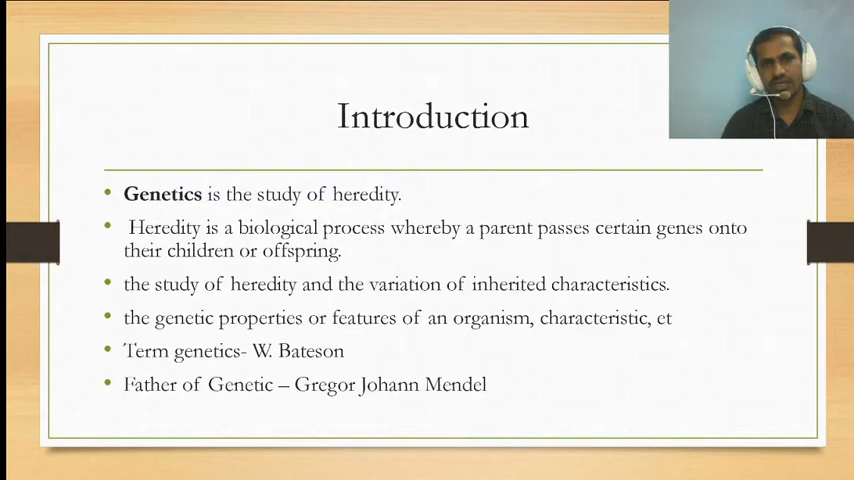 Introduction
• Genetics is the study of heredity.
• Heredity is a biological process whereby a parent passes certain genes onto
their children or offspring.
• the study of heredity and the variation of inherited characteristics.
• the genetic properties or features of an organism, characteristic, et
• Term genetics- W. Bateson
• Father of Genetic – Gregor Johann Mendel